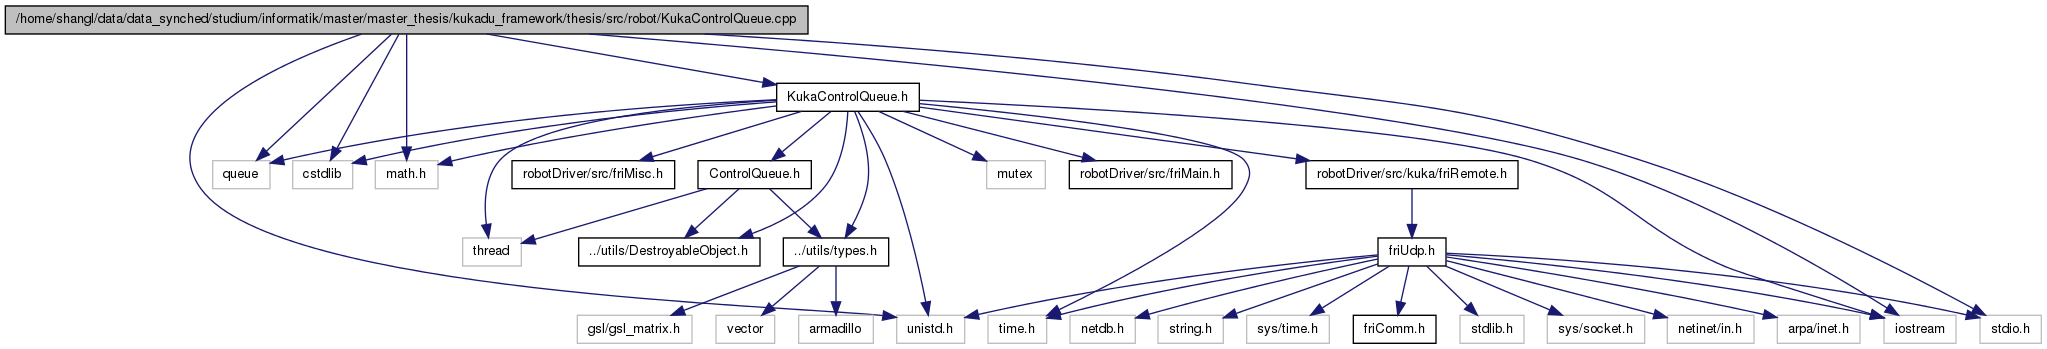 /home/shangl/data/data_synched/studium/informatik/master/master_thesis/kukadu_framework/thesis/src/robot/KukaControlQueue.cpp
KukaControlQueue.h
queue
cstdlib
math.h
robotDriver/src/friMisc.h
ControlQueue.h
mutex
robotDriver/src/friMain.h
robotDriver/src/kuka/friRemote.h
thread
../utils/DestroyableObject.h
../utils/types.h
friUdp.h
gsl/gsl_matrix.h
vector
armadillo
unistd.h
time.h
netdb.h
string.h
sys/time.h
friComm.h
stdlib.h
sys/socket.h
netinet/in.h
arpa/inet.h
iostream
stdio.h